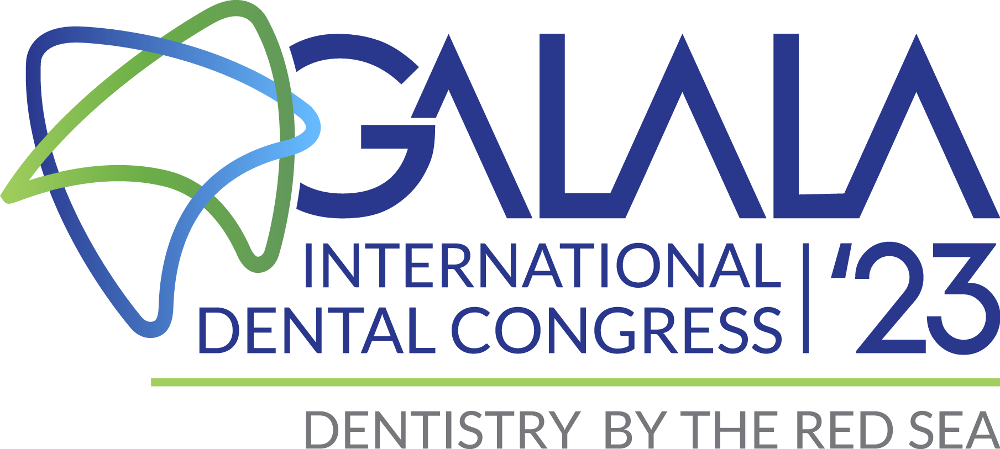 GALALA
INTERNATIONAL
DENTAL CONGRESS
'23
DENTISTRY BY THE RED SEA